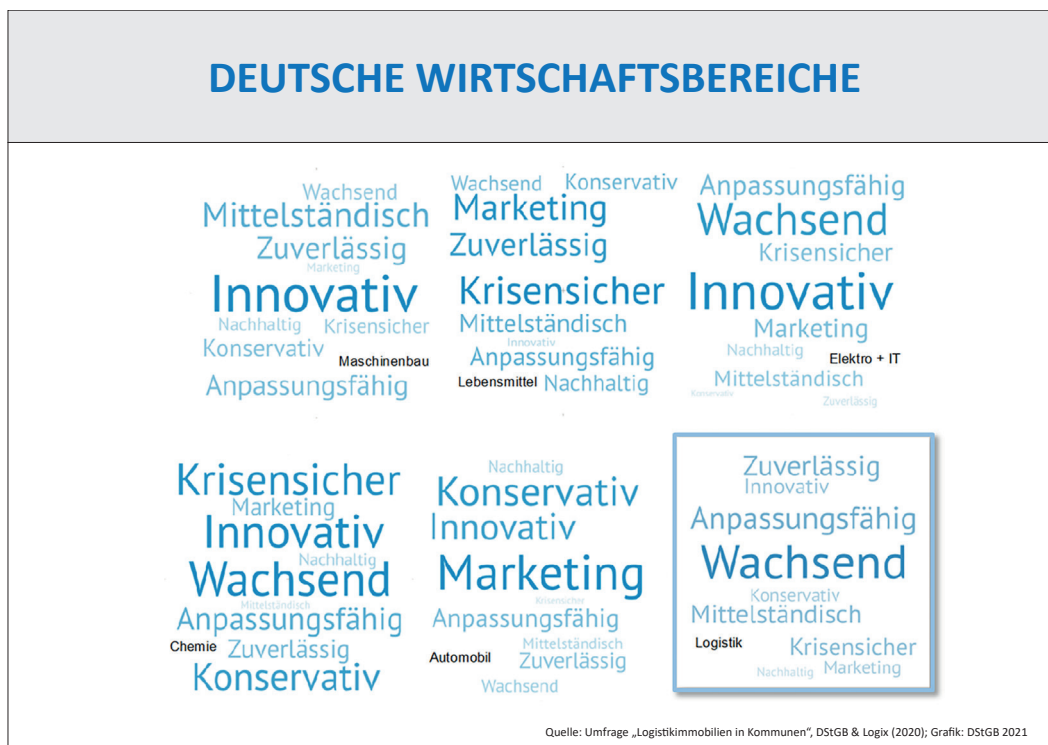 DEUTSCHE WIRTSCHAFTSBEREICHE
Wachsend
Mittelständisch
Zuverlässig
Marketing
Innovativ
Nachhaltig Krisensicher
Konservativ
Maschinenbau
Anpassungsfähig
Wachsend Konservativ
Marketing
Zuverlässig
Krisensicher
Mittelständisch
Innovativ
Anpassungsfähig
Lebensmittel Nachhaltig
Anpassungsfähig
Wachsend
Krisensicher
Innovativ
Marketing
Nachhaltig
Elektro + IT
Mittelständisch
Konservativ
Zuverlässig
Krisensicher
Marketing
Innovativ
Nachhaltig
Wachsend
Mittelständisch
Anpassungsfähig
Chemie Zuverlässig
Konservativ
Nachhaltig
Konservativ
Innovativ
Marketing
Krisensicher
Anpassungsfähig
Mittelständisch
Automobil Zuverlässig
Wachsend
Zuverlässig
Innovativ
Anpassungsfähig
Wachsend
Konservativ
Mittelständisch
Logistik Krisensicher
Nachhaltig Marketing
Quelle: Umfrage „Logistikimmobilien in Kommunen“, DStGB & Logix (2020); Grafik: DStGB 2021